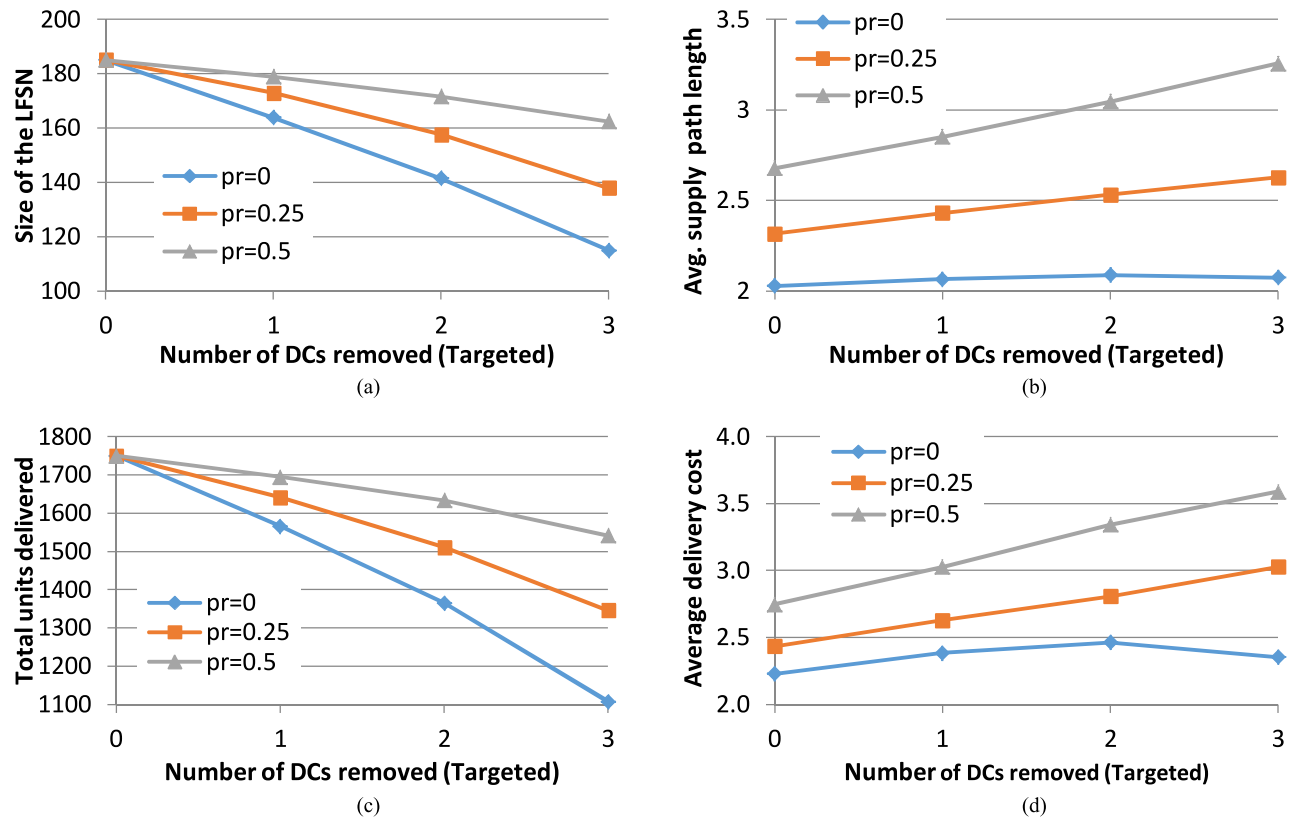 200
180
160
140
120
100
Size of the LFSN
pr=0
pr=0.25
pr=0.5
0 1 2 3
Number of DCs removed (Targeted)
(a)
3.5
3
2.5
2
Avg. supply path length
pr=0
pr=0.25
pr=0.5
0 1 2 3
Number of DCs removed (Targeted)
(b)
1800
1700
1600
1500
1400
1300
1200
1100
Total units delivered
pr=0
pr=0.25
pr=0.5
0 1 2 3
Number of DCs removed (Targeted)
(c)
4.0
3.5
3.0
2.5
2.0
Average delivery cost
pr=0
pr=0.25
pr=0.5
0 1 2 3
Number of DCs removed (Targeted)
(d)